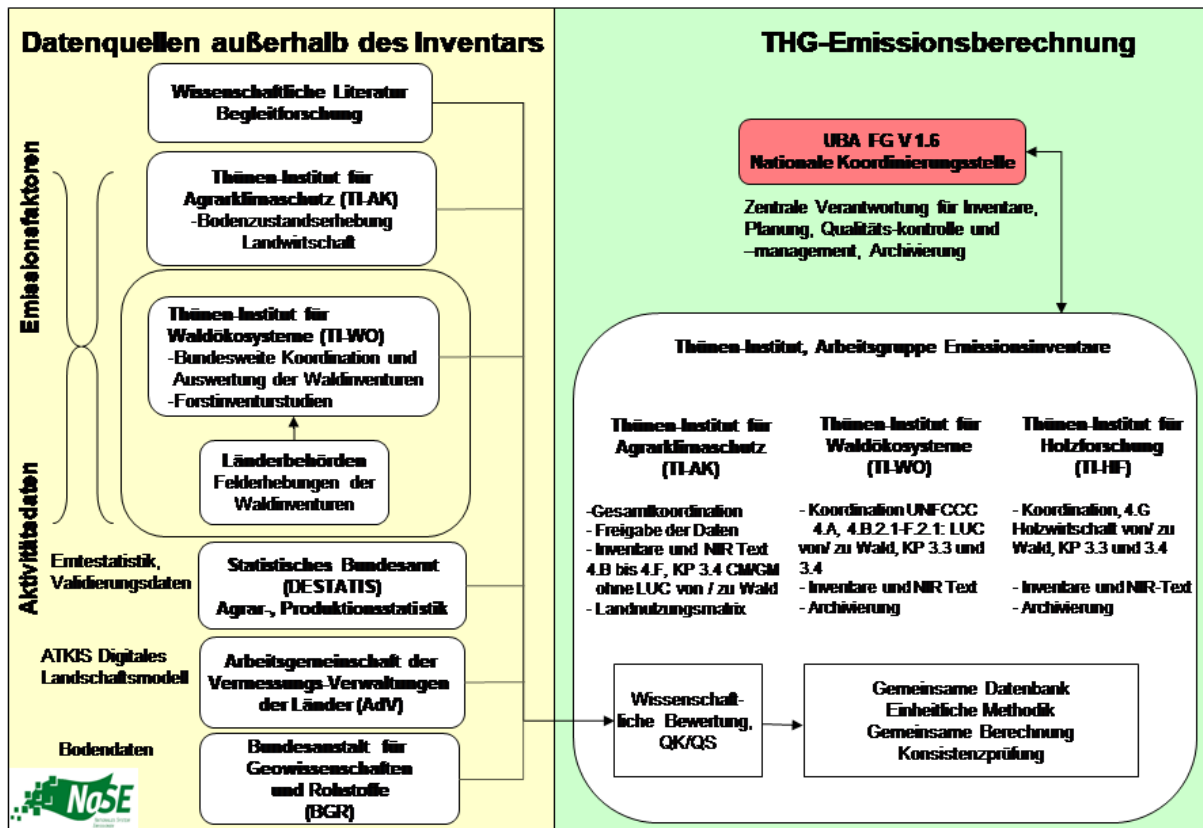 Datenquellen außerhalb des Inventars
Wissenschaftliche Literatur
Begleitforschung
Emissionsfaktoren
Thünen-Institut für
Agrarklimaschutz (TI-AK)
-Bodenzustandserhebung
Landwirtschaft
Thünen-Institut für
Waldökosysteme (TI-WO)
-Bundesweite Koordination und
Auswertung der Waldinventuren
-Forstinventurstudien
Länderbehörden
Felderhebungen der
Waldinventuren
Aktivitätdaten
Erntestatistik,
Validierungsdaten
Statistisches Bundesamt
(DESTATIS)
Agrar-, Produktionsstatistik
ATKIS Digitales
Landschaftsmodell
Arbeitsgemeinschaft der
Vermessungs-Verwaltungen
der Länder (AdV)
Bodendaten
Bundesanstalt für
Geowissenschaften
und Rohstoffe
(BGR)
NaSE
THG-Emissionsberechnung
UBA FG V 1.6
Nationale Koordinierungsstelle
Zentrale Verantwortung für Inventare,
Planung, Qualitäts-kontrolle und
–management, Archivierung
Thünen-Institut, Arbeitsgruppe Emissionsinventare
Thünen-Institut für
Agrarklimaschutz
(TI-AK)
-Gesamtkoordination
- Freigabe der Daten
- Inventare und NIR Text
4.B bis 4.F, KP 3.4 CM/GM
ohne LUC von / zu Wald
- Landnutzungsmatrix
Thünen-Institut für
Waldökosysteme
(TI-WO)
- Koordination UNFCCC
4.A, 4.B.2.1-F.2.1: LUC
von/ zu Wald, KP 3.3 und
3.4
- Inventare und NIR Text
- Archivierung
Thünen-Institut für
Holzforschung
(TI-HF)
- Koordination, 4.G
Holzwirtschaft von/ zu
Wald, KP 3.3 und 3.4
- Inventare und NIR-Text
- Archivierung
Wissenschaft-
liche Bewertung,
QK/QS
Gemeinsame Datenbank
Einheitliche Methodik
Gemeinsame Berechnung
Konsistenzprüfung